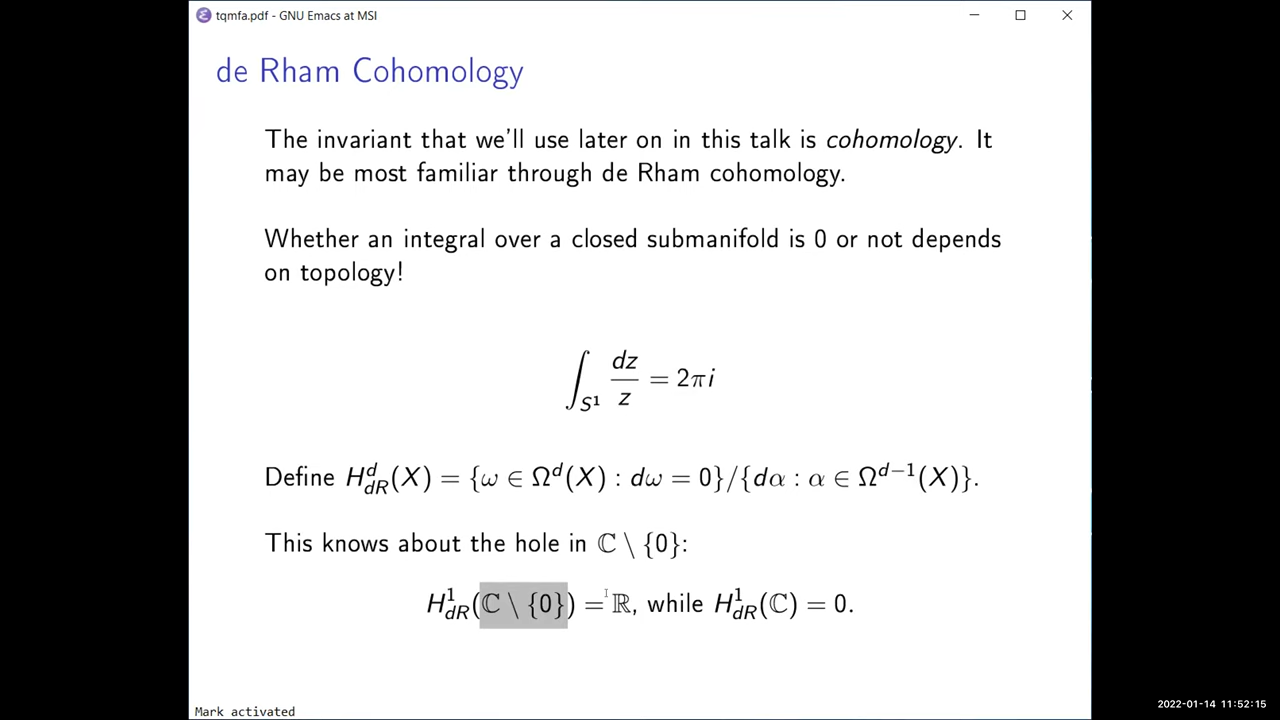 tqmfa.pdf - GNU Emacs at MSI
de Rham Cohomology
The invariant that we'll use later on in this talk is cohomology. It
may be most familiar through de Rham cohomology.
Whether an integral over a closed submanifold is 0 or not depends
on topology!
∫_{S¹} dz/z = 2πi
Define H^d_{dR}(X) = {ω ∈ Ω^d(X) : dω = 0}/{dα : α ∈ Ω^{d−1}(X)}.
This knows about the hole in ℂ \ {0}:
H^1_{dR}(ℂ \ {0}) = ℝ, while H^1_{dR}(ℂ) = 0.
Mark activated
2022-01-14 11:52:15